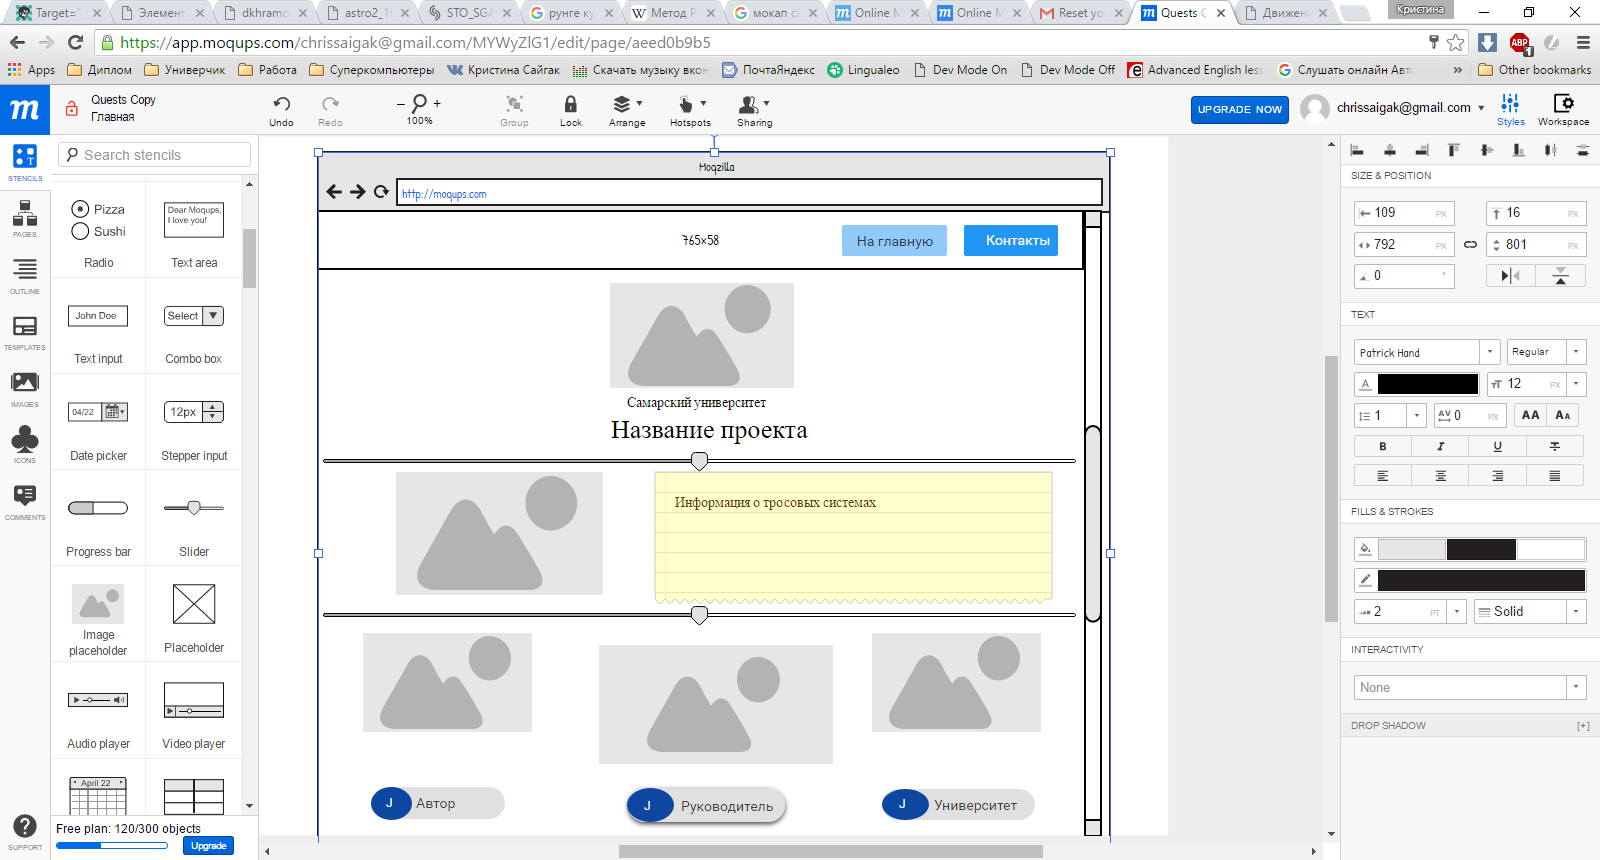 Target="
Элемент
dkhramo
astro2_1
STO_SGA
рунге ку
Метод Р
мокап са
Online M
Online M
Reset yo
Quests C
Движен
Кристина
https://app.moqups.com/chrissaigak@gmail.com/MYWyZlG1/edit/page/aeed0b9b5
ABP
1
Apps
Диплом
Универчик
Работа
Суперкомпьютеры
Кристина Сайгак
Скачать музыку вкон
ПочтаЯндекс
Lingualeo
Dev Mode On
Dev Mode Off
Advanced English less
Слушать онлайн Авто
»
Other bookmarks
m
Quests Copy
Главная
Undo
Redo
100%
Group
Lock
Arrange
Hotspots
Sharing
UPGRADE NOW
chrissaigak@gmail.com
Styles
Workspace
STENCILS
PAGES
OUTLINE
TEMPLATES
IMAGES
ICONS
COMMENTS
SUPPORT
Search stencils
Pizza
Sushi
Radio
Dear Moqups,
I love you!
Text area
John Doe
Text input
Select
Combo box
04/22
Date picker
12px
Stepper input
Progress bar
Slider
Image
placeholder
Placeholder
Audio player
Video player
April 22
Free plan: 120/300 objects
Upgrade
Moqzilla
http://moqups.com
765×58
На главную
Контакты
Самарский университет
Название проекта
Информация о тросовых системах
J Автор
J Руководитель
J Университет
SIZE & POSITION
109 PX
16 PX
792 PX
801 PX
0 °
TEXT
Patrick Hand
Regular
A
тT 12 PX
1
AV 0 PX
AA
AA
B
I
U
T
FILLS & STROKES
2 PT
Solid
INTERACTIVITY
None
DROP SHADOW
[+]